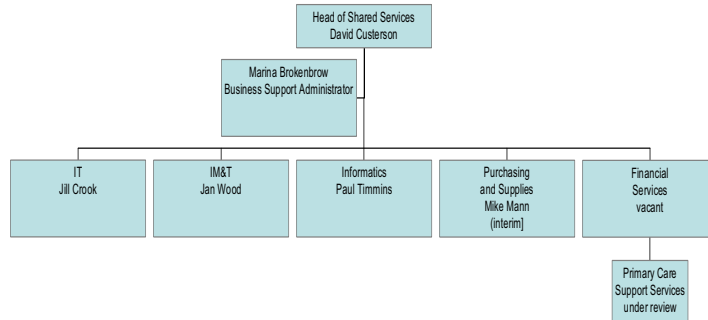 Head of Shared Services
David Custerson
Marina Brokenbrow
Business Support Administrator
IT
Jill Crook
IM&T
Jan Wood
Informatics
Paul Timmins
Purchasing
and Supplies
Mike Mann
(interim]
Financial
Services
vacant
Primary Care
Support Services
under review